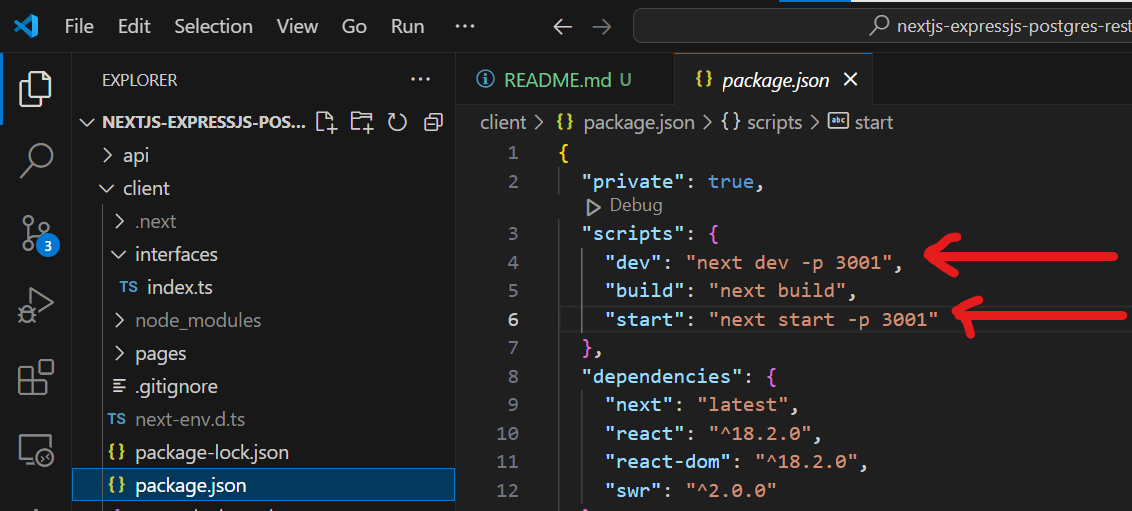 File Edit Selection View Go Run ··· nextjs-expressjs-postgres-rest
EXPLORER ···
NEXTJS-EXPRESSJS-POS...
api
client
.next
interfaces
TS index.ts
node_modules
pages
.gitignore
TS next-env.d.ts
{} package-lock.json
{} package.json
3
README.md U {} package.json
client > {} package.json > {} scripts > abc start
1 {
2 "private": true,
Debug
3 "scripts": {
4 "dev": "next dev -p 3001",
5 "build": "next build",
6 "start": "next start -p 3001"
7 },
8 "dependencies": {
9 "next": "latest",
10 "react": "^18.2.0",
11 "react-dom": "^18.2.0",
12 "swr": "^2.0.0"